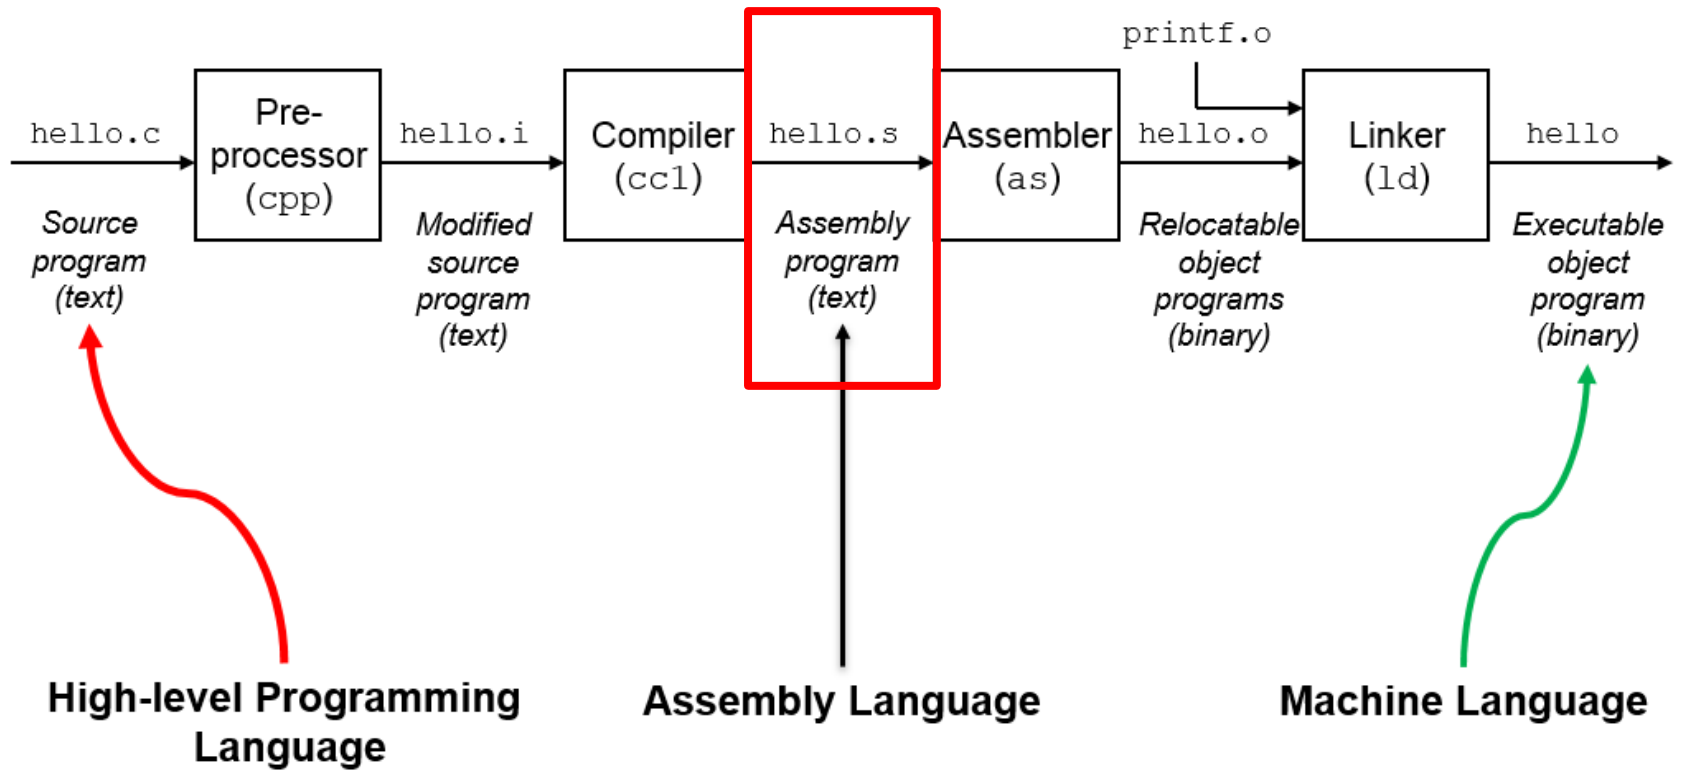 printf.o
hello.c
Pre-
processor
(cpp)
hello.i
Compiler
(cc1)
hello.s
Assembler
(as)
hello.o
Linker
(ld)
hello
Source
program
(text)
Modified
source
program
(text)
Assembly
program
(text)
Relocatable
object
programs
(binary)
Executable
object
program
(binary)
High-level Programming
Language
Assembly Language
Machine Language